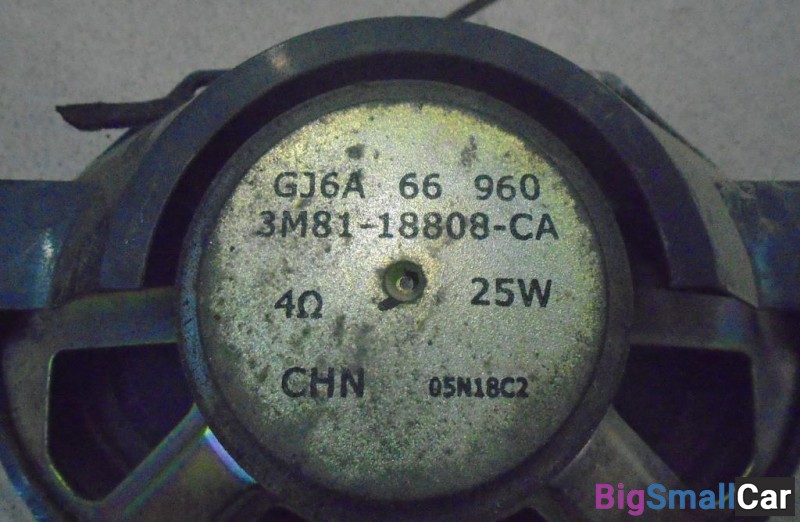 GJ6A 66 960
3M81-18808-CA
4Ω 25W
CHN 05N18C2
BigSmallCar